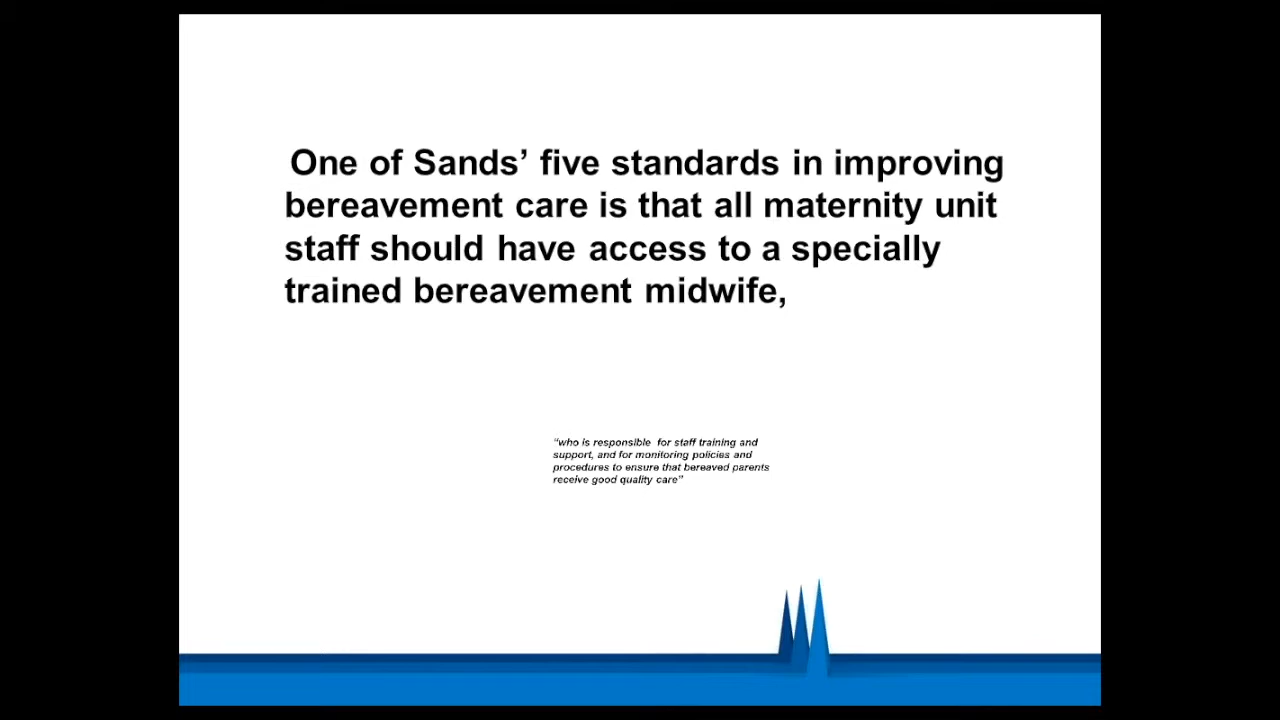 One of Sands’ five standards in improving
bereavement care is that all maternity unit
staff should have access to a specially
trained bereavement midwife,
“who is responsible for staff training and
support, and for monitoring policies and
procedures to ensure that bereaved parents
receive good quality care”